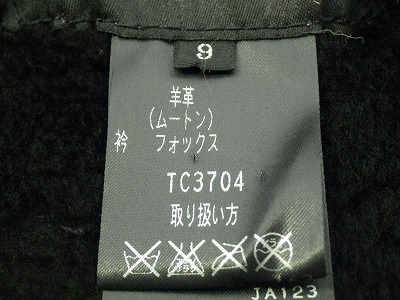 9
羊革
(ムートン)
衿 フォックス
TC3704
取り扱い方
JA123